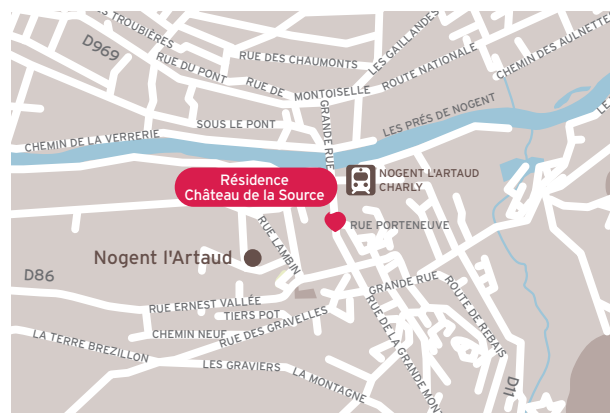 DES TROUBIÈRES
D969
RUE DU PONT
RUE DES CHAUMONTS
LES GAILLANDES
RUE DE MONTOISELLE
ROUTE NATIONALE
CHEMIN DES AULNETTES
SOUS LE PONT
GRANDE RUE
LES PRÉS DE NOGENT
CHEMIN DE LA VERRERIE
Résidence
Château de la Source
NOGENT L'ARTAUD
CHARLY
RUE PORTENEUVE
RUE LAMBIN
Nogent l'Artaud
D86
GRANDE RUE
ROUTE DE REBAIS
RUE ERNEST VALLÉE
TIERS POT
CHEMIN NEUF
RUE DES GRAVELLES
RUE DE LA GRANDE
LA TERRE BREZILLON
LES GRAVIERS
LA MONTAGNE
D11